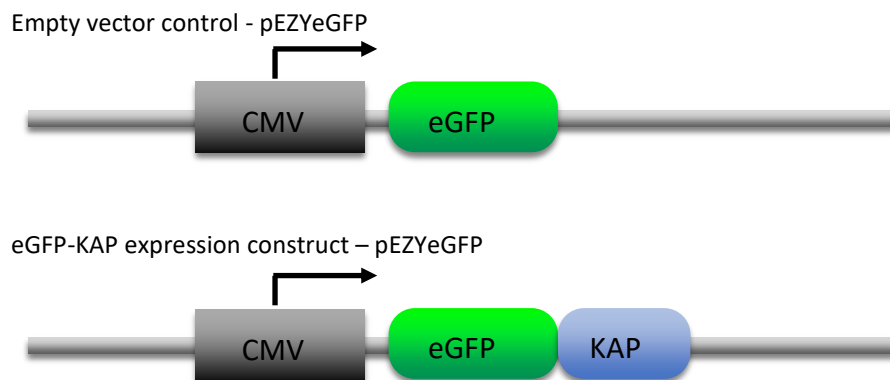 Empty vector control - pEZYeGFP
CMV eGFP
eGFP-KAP expression construct – pEZYeGFP
CMV eGFP KAP